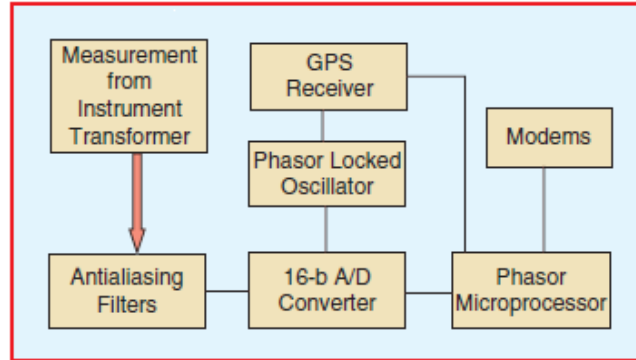 Measurement
from
Instrument
Transformer
GPS
Receiver
Phasor Locked
Oscillator
Modems
Antialiasing
Filters
16-b A/D
Converter
Phasor
Microprocessor